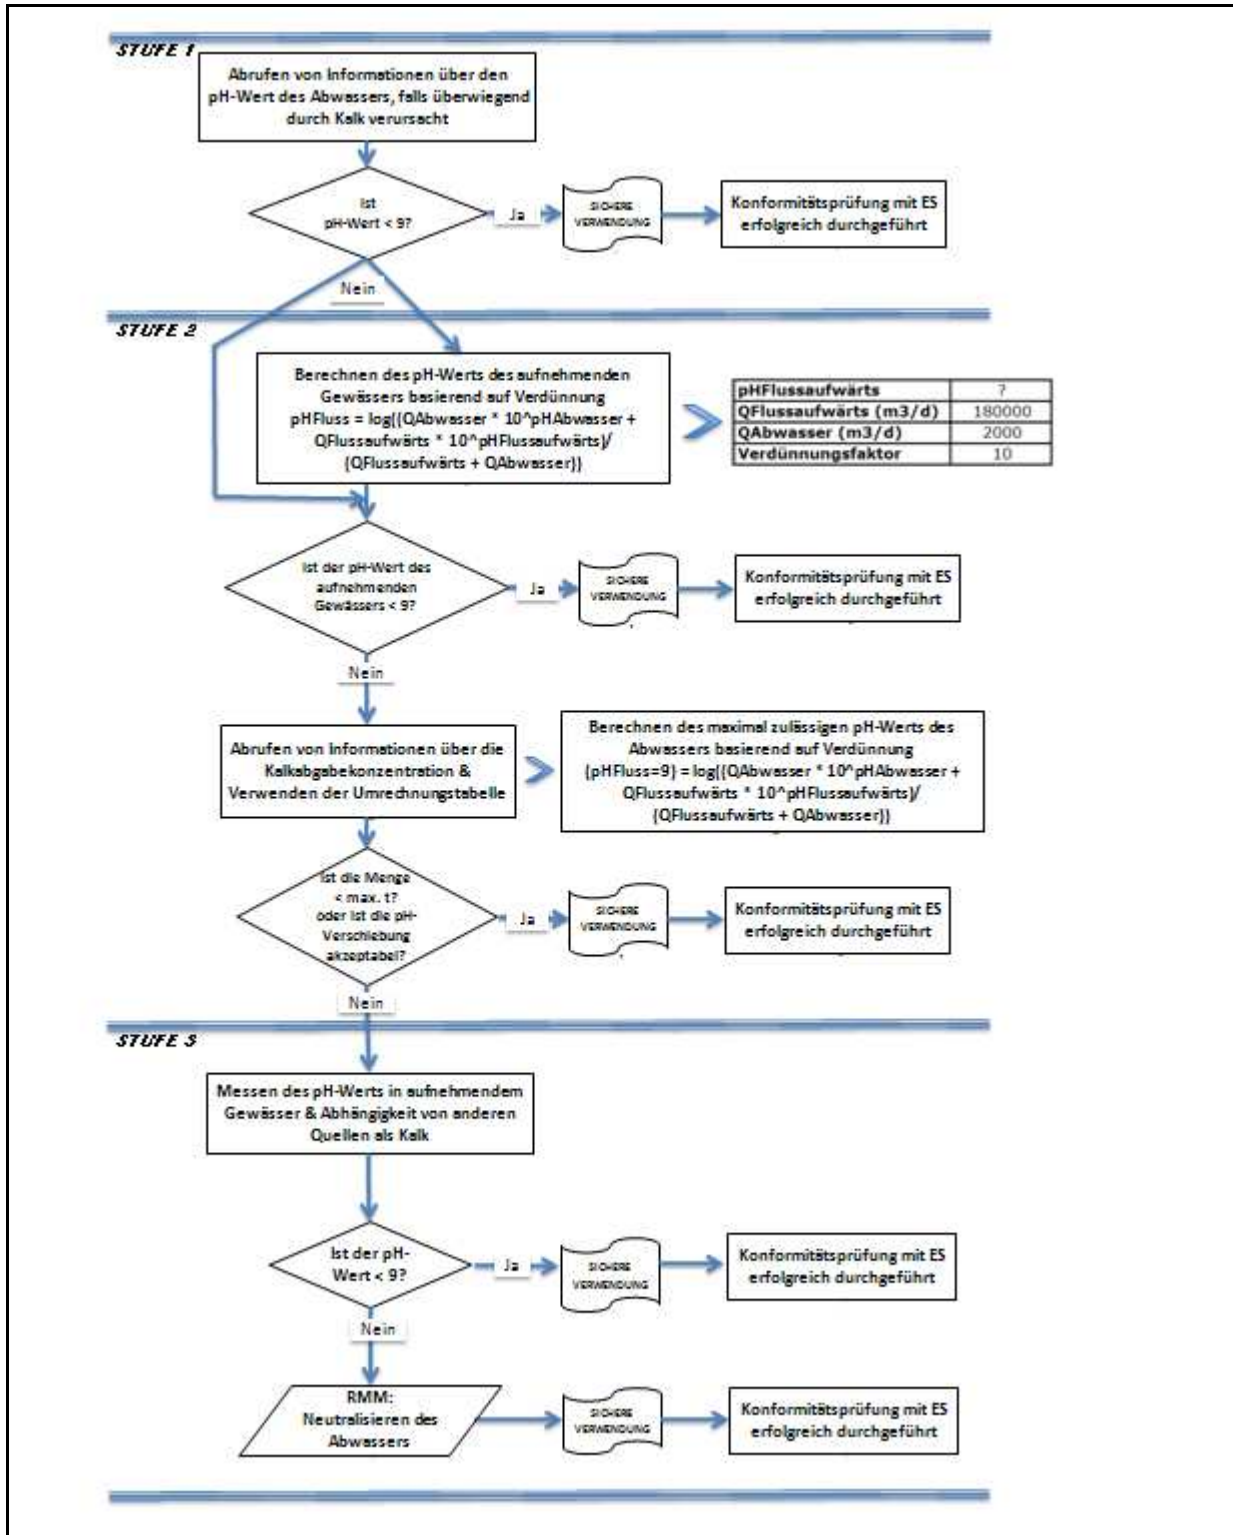 STUFE 1
Abrufen von Informationen über den
pH-Wert des Abwassers, falls überwiegend
durch Kalk verursacht
Ist
pH-Wert < 9?
Ja
SICHERE
VERWENDUNG
Konformitätsprüfung mit ES
erfolgreich durchgeführt
Nein
STUFE 2
Berechnen des pH-Werts des aufnehmenden
Gewässers basierend auf Verdünnung
pHFluss = log((QAbwasser * 10^pHAbwasser +
QFlussaufwärts * 10^pHFlussaufwärts)/
(QFlussaufwärts + QAbwasser))
pHFlussaufwärts ?
QFlussaufwärts (m3/d) 180000
QAbwasser (m3/d) 2000
Verdünnungsfaktor 10
Ist der pH-Wert des
aufnehmenden
Gewässers < 9?
Ja
SICHERE
VERWENDUNG
Konformitätsprüfung mit ES
erfolgreich durchgeführt
Nein
Abrufen von Informationen über die
Kalkabgabekonzentration &
Verwenden der Umrechnungstabelle
Berechnen des maximal zulässigen pH-Werts des
Abwassers basierend auf Verdünnung
(pHFluss=9) = log((QAbwasser * 10^pHAbwasser +
QFlussaufwärts * 10^pHFlussaufwärts)/
(QFlussaufwärts + QAbwasser))
Ist die Menge
< max. t?
oder ist die pH-
Verschiebung
akzeptabel?
Ja
SICHERE
VERWENDUNG
Konformitätsprüfung mit ES
erfolgreich durchgeführt
Nein
STUFE 3
Messen des pH-Werts in aufnehmendem
Gewässer & Abhängigkeit von anderen
Quellen als Kalk
Ist der pH-
Wert < 9?
Ja
SICHERE
VERWENDUNG
Konformitätsprüfung mit ES
erfolgreich durchgeführt
Nein
RMM:
Neutralisieren des
Abwassers
SICHERE
VERWENDUNG
Konformitätsprüfung mit ES
erfolgreich durchgeführt